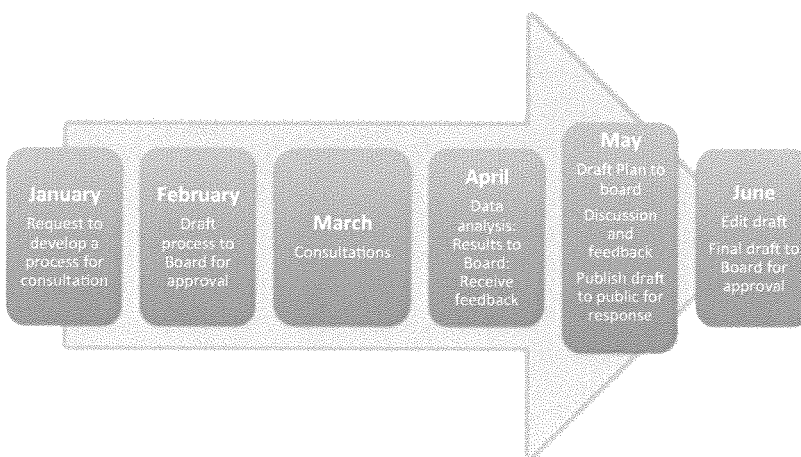 January
Request to
develop a
process for
consultation
February
Draft
process to
Board for
approval
March
Consultations
April
Data
analysis:
Results to
Board:
Receive
feedback
May
Draft Plan to
board
Discussion
and
feedback
Publish draft
to public for
response
June
Edit draft
Final draft to
Board for
approval